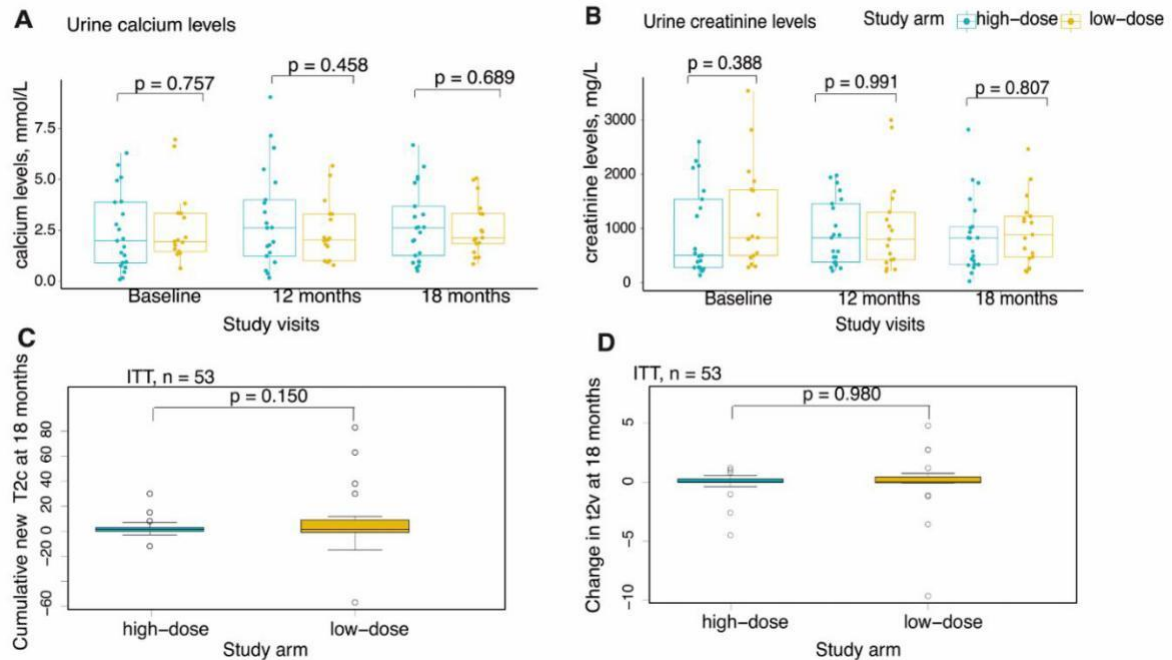 A
Urine calcium levels
calcium levels, mmol/L
7.5
5.0
2.5
0.0
p = 0.757
p = 0.458
p = 0.689
Baseline
12 months
18 months
Study visits
B
Urine creatinine levels
Study arm
high-dose
low-dose
creatinine levels, mg/L
3000
2000
1000
0
p = 0.388
p = 0.991
p = 0.807
Baseline
12 months
18 months
Study visits
C
ITT, n = 53
p = 0.150
Cumulative new T2c at 18 months
80
60
40
20
0
-20
-60
high-dose
low-dose
Study arm
D
ITT, n = 53
p = 0.980
Change in t2v at 18 months
5
0
-5
-10
high-dose
low-dose
Study arm